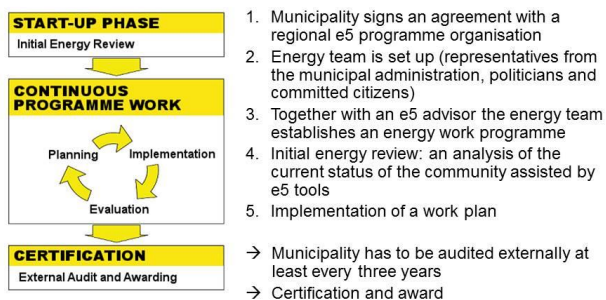 START-UP PHASE
Initial Energy Review
CONTINUOUS
PROGRAMME WORK
Planning
Implementation
Evaluation
CERTIFICATION
External Audit and Awarding
1. Municipality signs an agreement with a
regional e5 programme organisation
2. Energy team is set up (representatives from
the municipal administration, politicians and
committed citizens)
3. Together with an e5 advisor the energy team
establishes an energy work programme
4. Initial energy review: an analysis of the
current status of the community assisted by
e5 tools
5. Implementation of a work plan
→ Municipality has to be audited externally at
least every three years
→ Certification and award